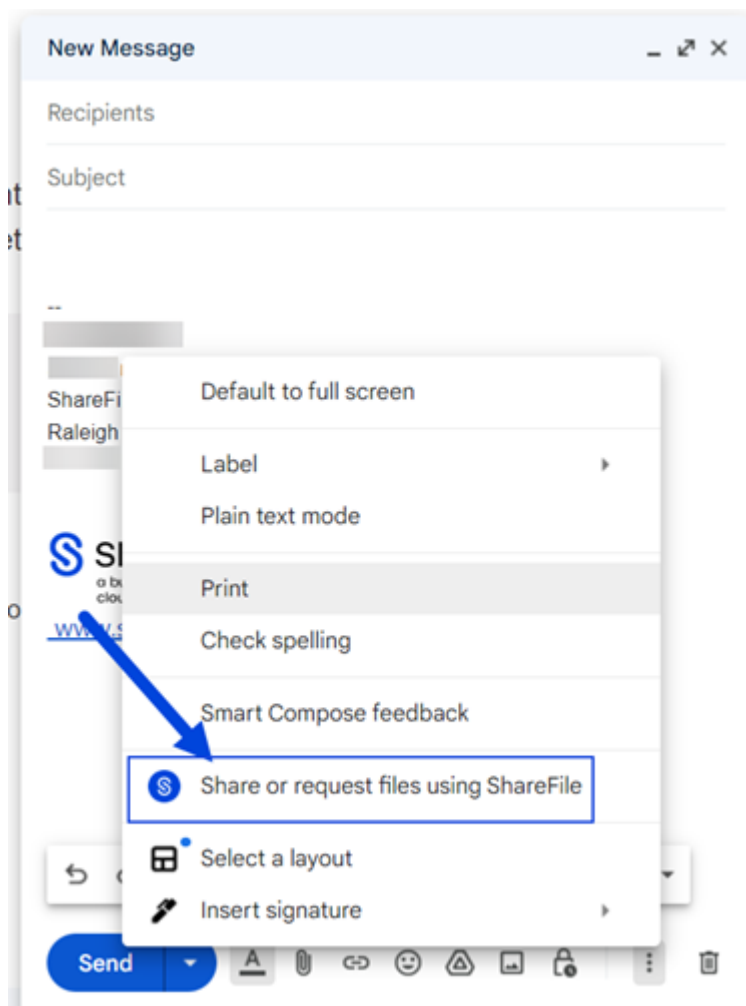 New Message
Recipients
Subject
--
ShareFi
Raleigh
Default to full screen
Label
Plain text mode
Print
Check spelling
Smart Compose feedback
Share or request files using ShareFile
Select a layout
Insert signature
Send